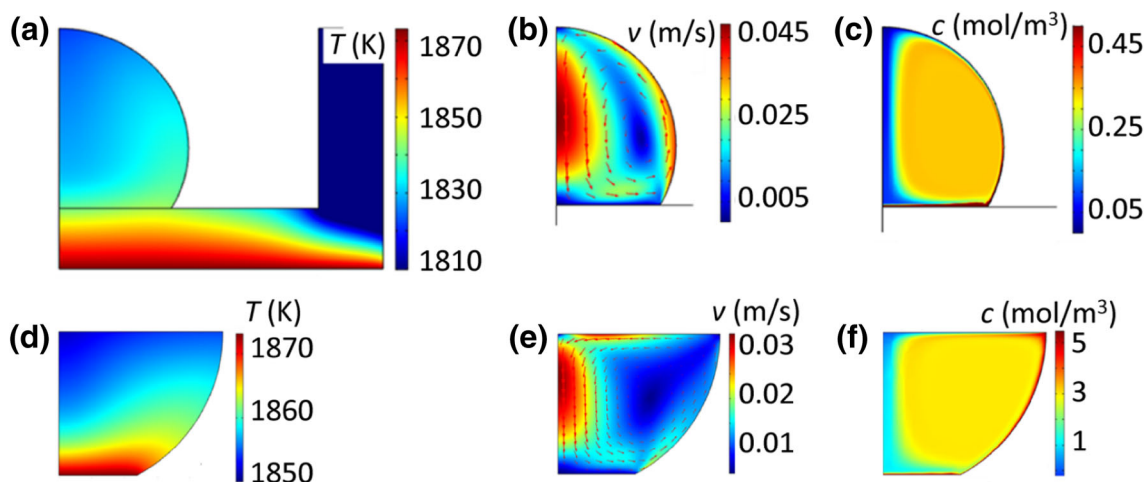 (a)
T (K)
1870
1850
1830
1810
(b)
v (m/s)
0.045
0.025
0.005
(c)
c (mol/m³)
0.45
0.25
0.05
(d)
T (K)
1870
1860
1850
(e)
v (m/s)
0.03
0.02
0.01
(f)
c (mol/m³)
5
3
1